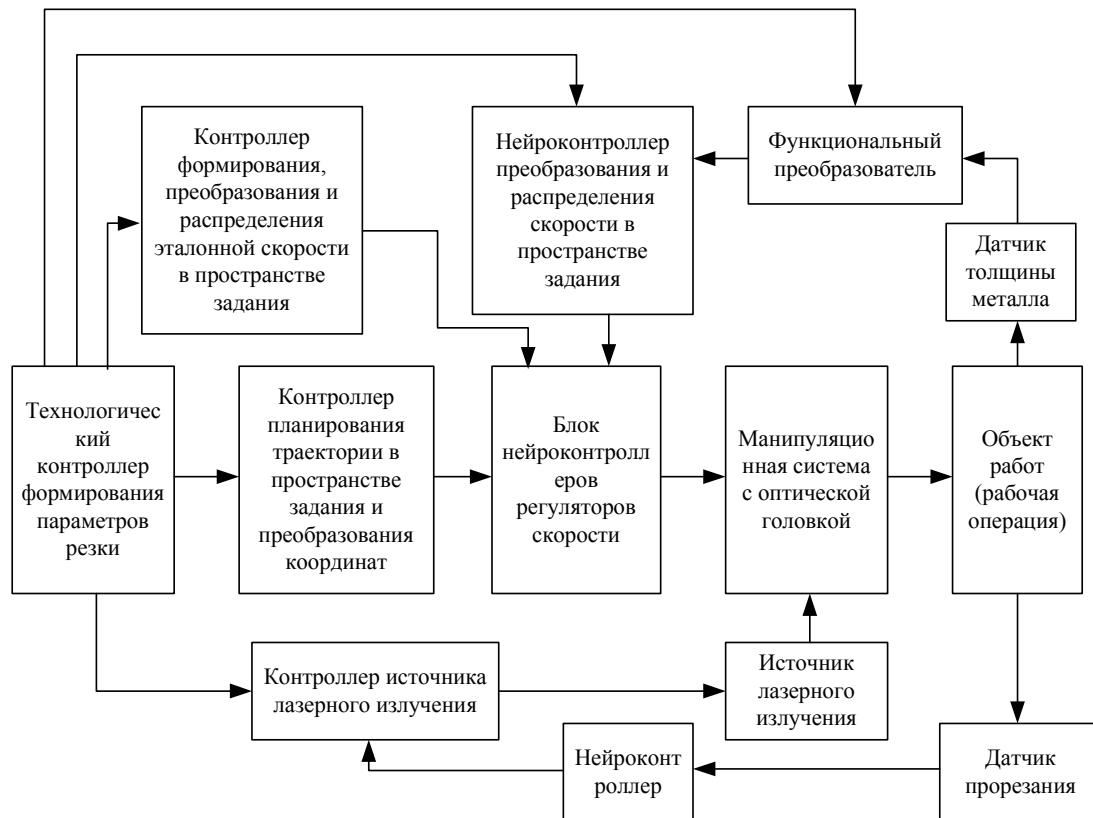 Контроллер
формирования,
преобразования и
распределения
эталонной скорости
в пространстве
задания
Нейроконтроллер
преобразования и
распределения
скорости в
пространстве
задания
Функциональный
преобразователь
Датчик
толщины
металла
Технологичес
кий
контроллер
формирования
параметров
резки
Контроллер
планирования
траектории в
пространстве
задания и
преобразования
координат
Блок
нейроконтролл
еров
регуляторов
скорости
Манипуляцио
нная система
с оптической
головкой
Объект
работ
(рабочая
операция)
Контроллер источника
лазерного излучения
Источник
лазерного
излучения
Нейроконт
роллер
Датчик
прорезания